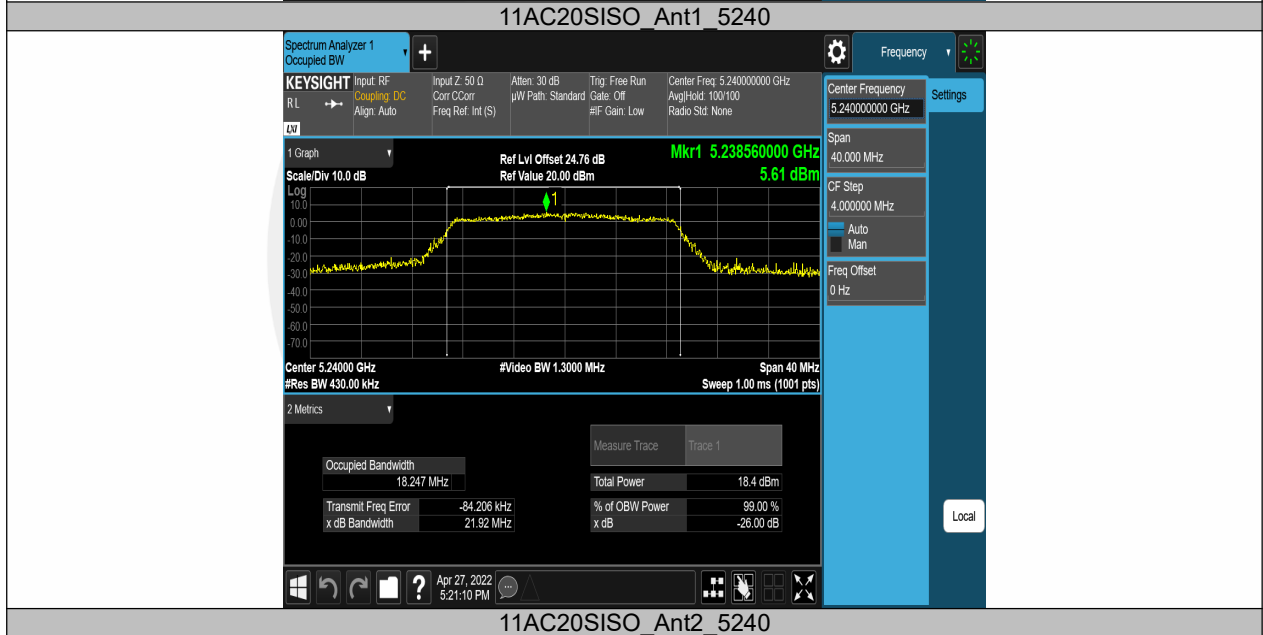 11AC20SISO_Ant1_5240
Spectrum Analyzer 1
Occupied BW
+
Frequency
KEYSIGHT
RL
LXI
Input: RF
Coupling: DC
Align: Auto
Input Z: 50 Ω
Corr CCorr
Freq Ref: Int (S)
Atten: 30 dB
µW Path: Standard
Trig: Free Run
Gate: Off
#IF Gain: Low
Center Freq: 5.240000000 GHz
Avg|Hold: 100/100
Radio Std: None
Center Frequency
5.240000000 GHz
Settings
Span
40.000 MHz
CF Step
4.000000 MHz
Auto
Man
Freq Offset
0 Hz
Local
1 Graph
Scale/Div 10.0 dB
Ref Lvl Offset 24.76 dB
Ref Value 20.00 dBm
Mkr1 5.238560000 GHz
5.61 dBm
Log
10.0
0.00
-10.0
-20.0
-30.0
-40.0
-50.0
-60.0
-70.0
1
Center 5.24000 GHz
#Res BW 430.00 kHz
#Video BW 1.3000 MHz
Span 40 MHz
Sweep 1.00 ms (1001 pts)
2 Metrics
Measure Trace Trace 1
Occupied Bandwidth
18.247 MHz
Total Power 18.4 dBm
Transmit Freq Error -84.206 kHz
% of OBW Power 99.00 %
x dB Bandwidth 21.92 MHz
x dB -26.00 dB
?
Apr 27, 2022
5:21:10 PM
11AC20SISO_Ant2_5240